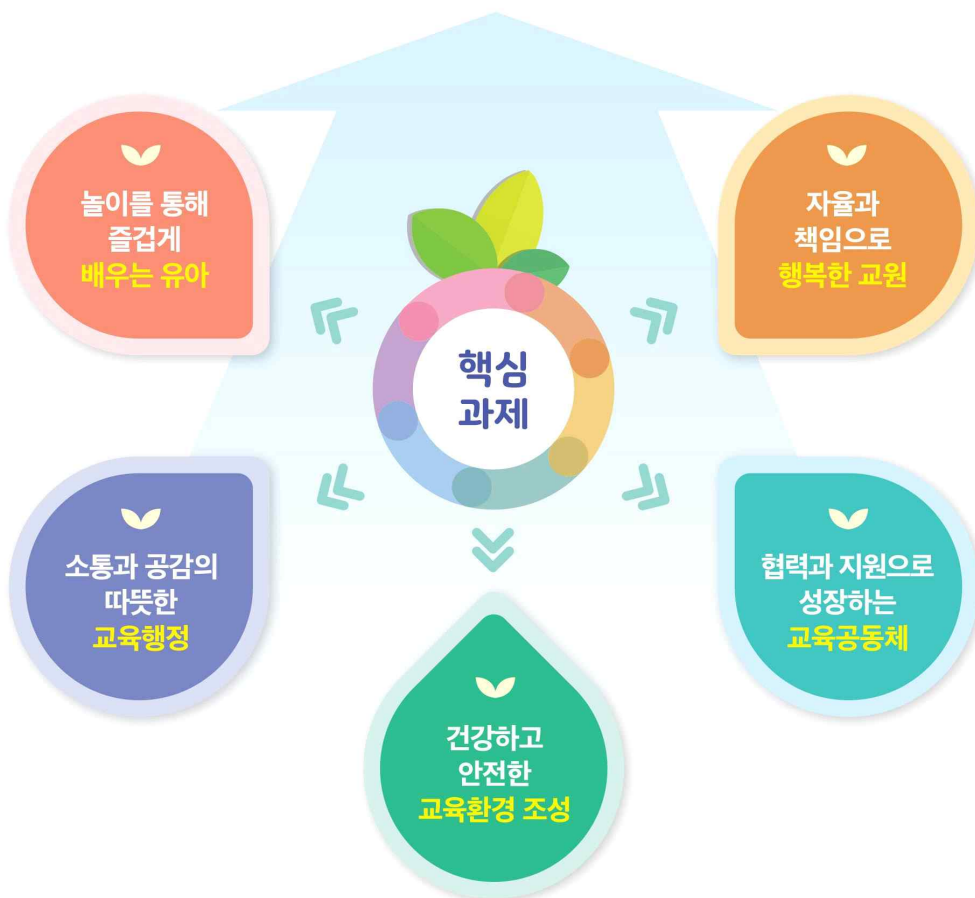 놀이를 통해
즐겁게
배우는 유아
자율과
책임으로
행복한 교원
핵심
과제
소통과 공감의
따뜻한
교육행정
협력과 지원으로
성장하는
교육공동체
건강하고
안전한
교육환경 조성